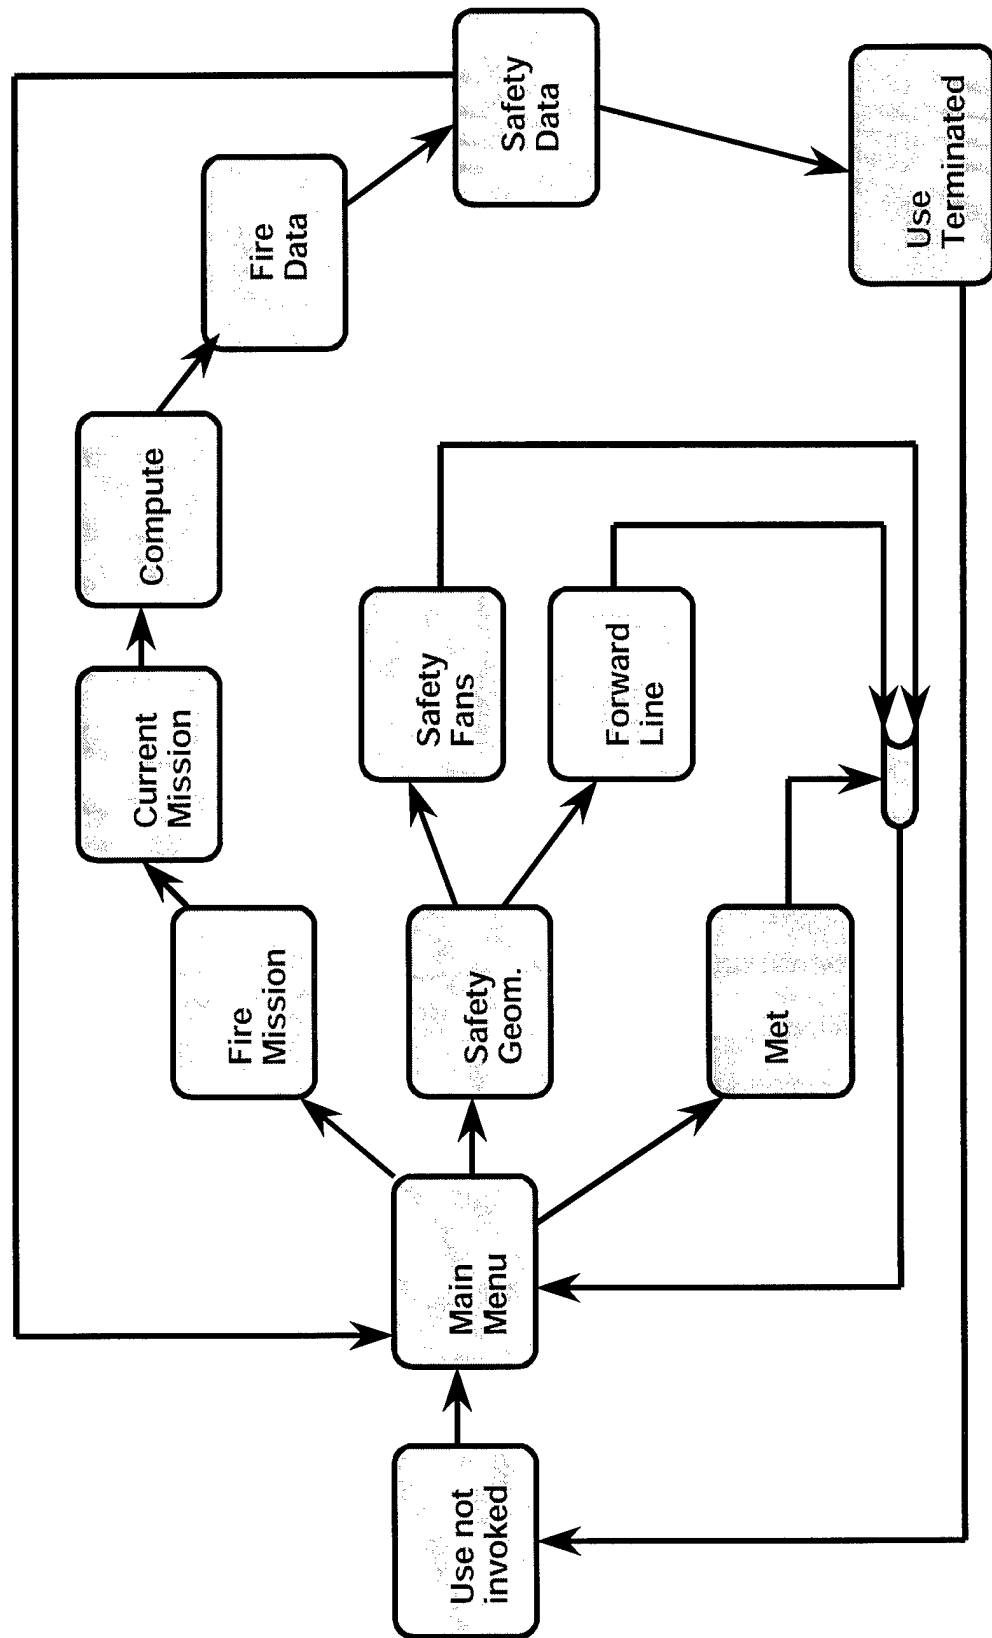 Use not
invoked
Main
Menu
Fire
Mission
Safety
Geom.
Met
Current
Mission
Safety
Fans
Forward
Line
Compute
Fire
Data
Safety
Data
Use
Terminated